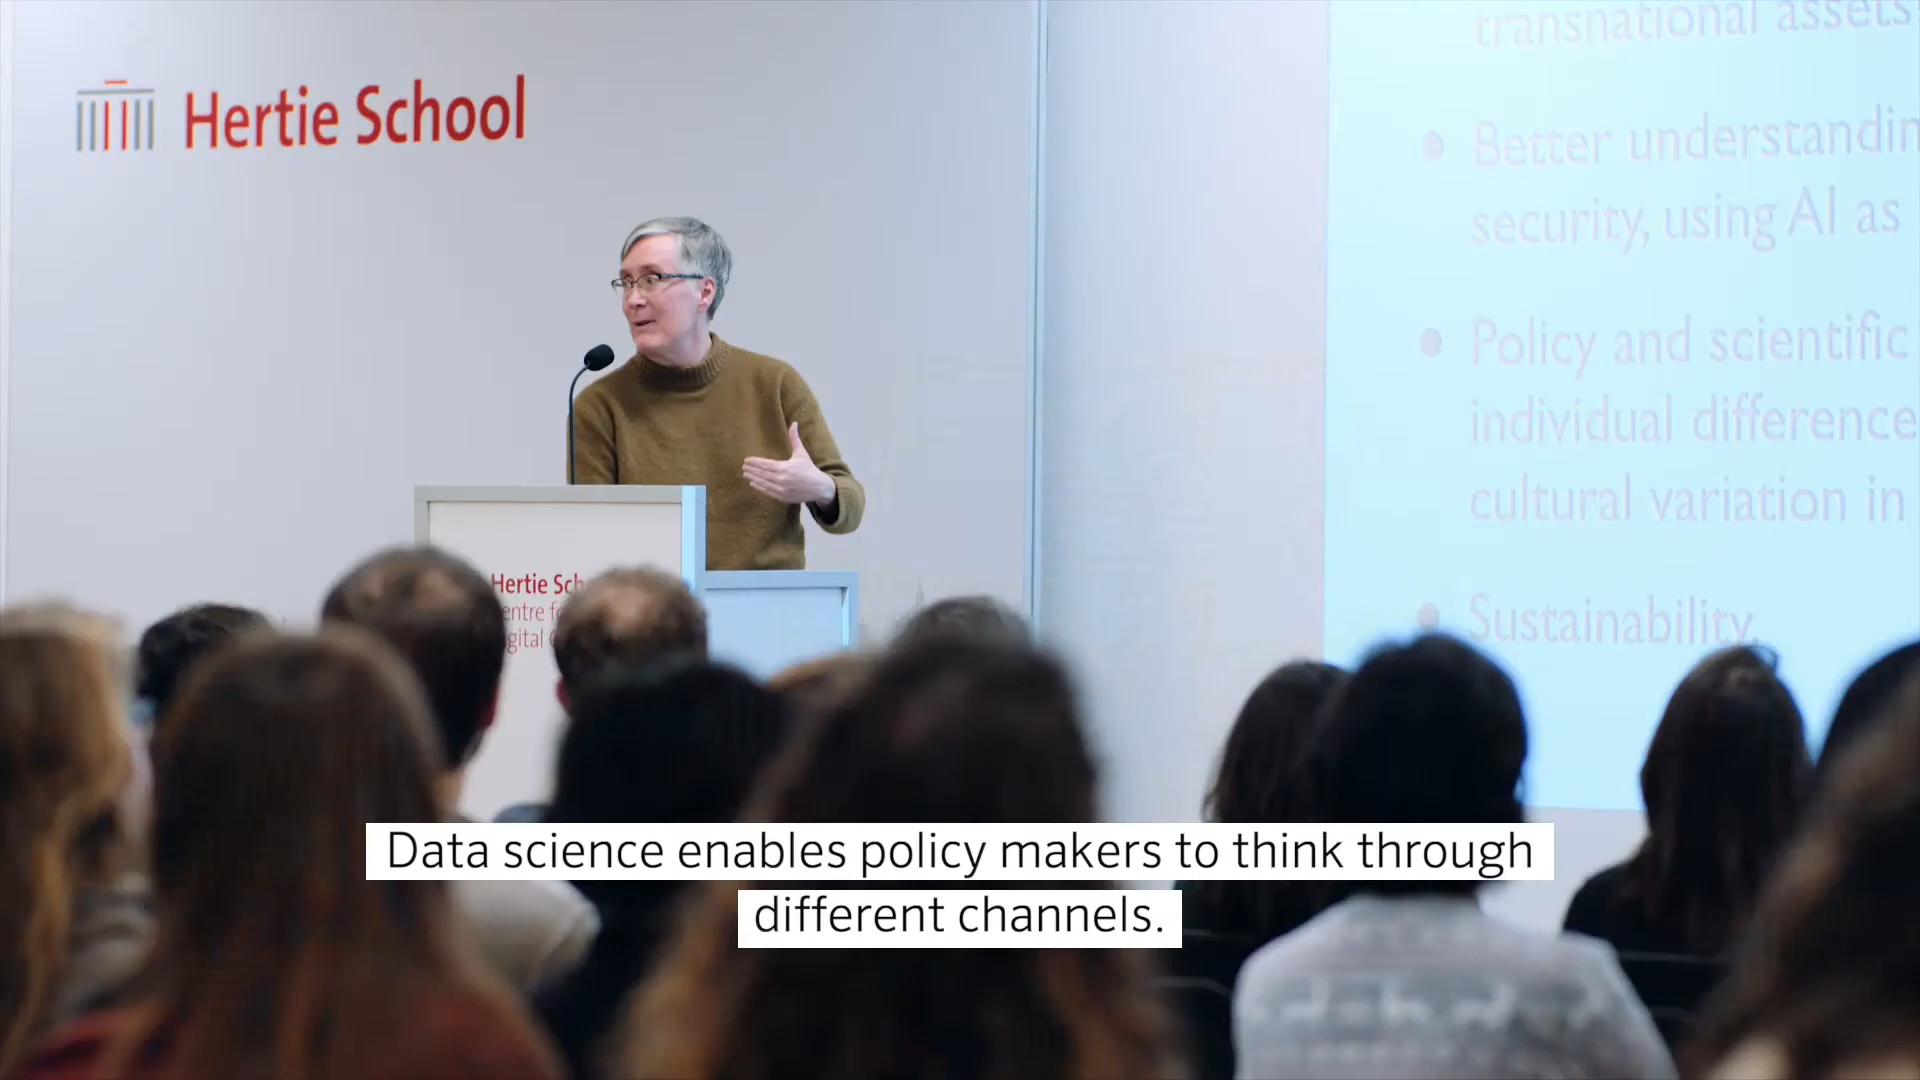 Hertie School
transnational assets
• Better understandin
security, using AI as
• Policy and scientific
individual difference
cultural variation in
• Sustainability.
Hertie Sch
entre f
igital
Data science enables policy makers to think through
different channels.